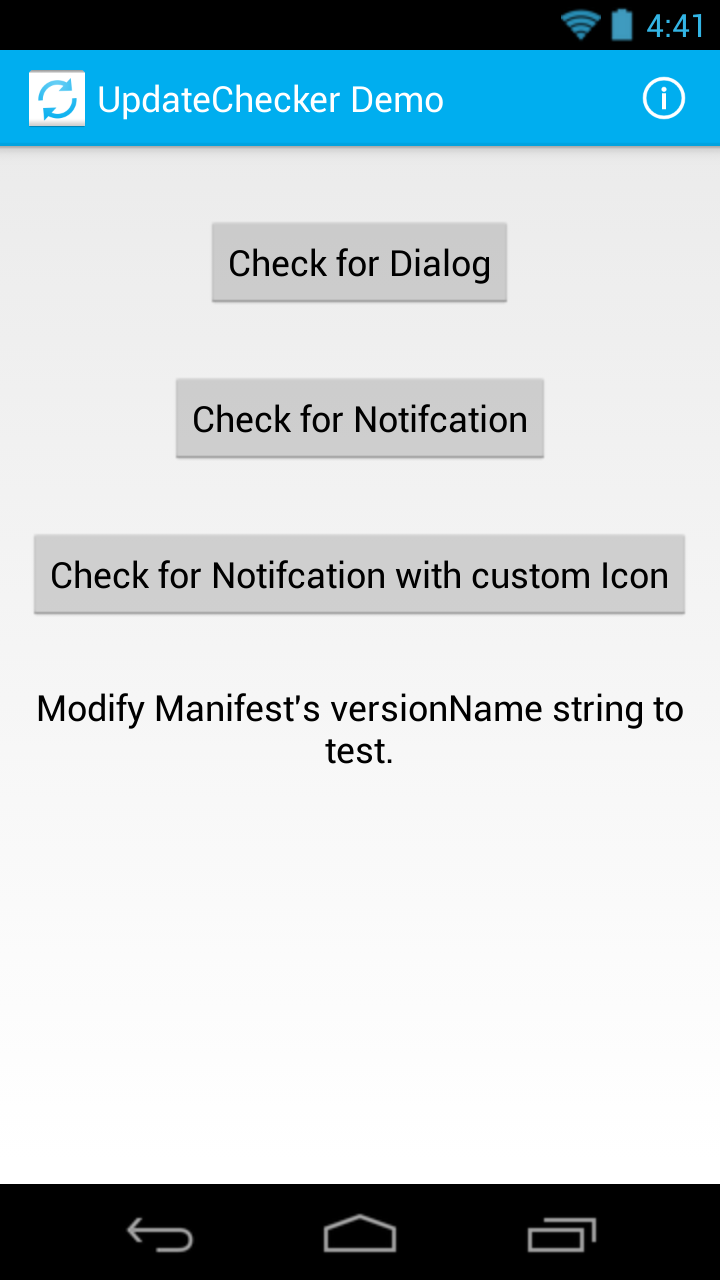 4:41
UpdateChecker Demo
Check for Dialog
Check for Notifcation
Check for Notifcation with custom Icon
Modify Manifest's versionName string to
test.